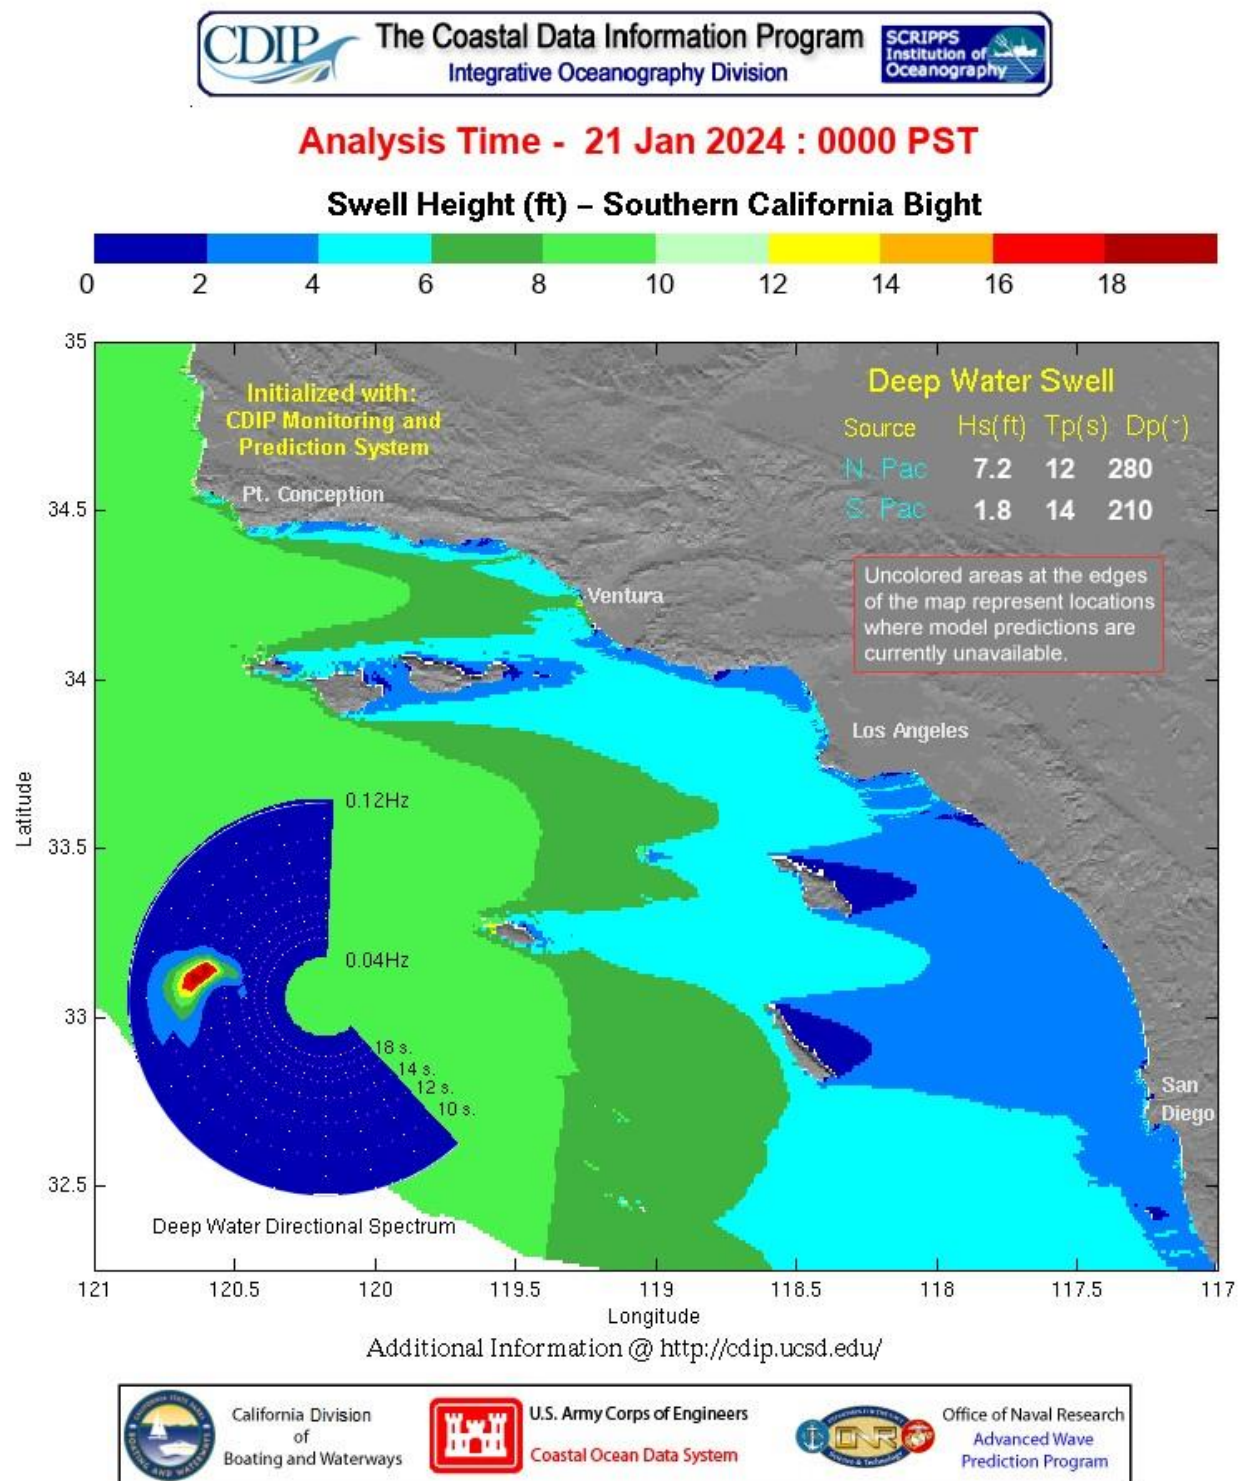 CDIP
The Coastal Data Information Program
Integrative Oceanography Division
SCRIPPS
Institution of
Oceanography
Analysis Time - 21 Jan 2024 : 0000 PST
Swell Height (ft) – Southern California Bight
0 2 4 6 8 10 12 14 16 18
Initialized with:
CDIP Monitoring and
Prediction System
Deep Water Swell
Source Hs(ft) Tp(s) Dp(~)
N. Pac 7.2 12 280
S. Pac 1.8 14 210
Uncolored areas at the edges
of the map represent locations
where model predictions are
currently unavailable.
Pt. Conception
Ventura
Los Angeles
San
Diego
35
34.5
34
33.5
33
32.5
Latitude
0.12Hz
0.04Hz
18 s.
14 s.
12 s.
10 s.
Deep Water Directional Spectrum
121 120.5 120 119.5 119 118.5 118 117.5 117
Longitude
Additional Information @ http://cdip.ucsd.edu/
California Division
of
Boating and Waterways
U.S. Army Corps of Engineers
Coastal Ocean Data System
ONR
Office of Naval Research
Advanced Wave
Prediction Program